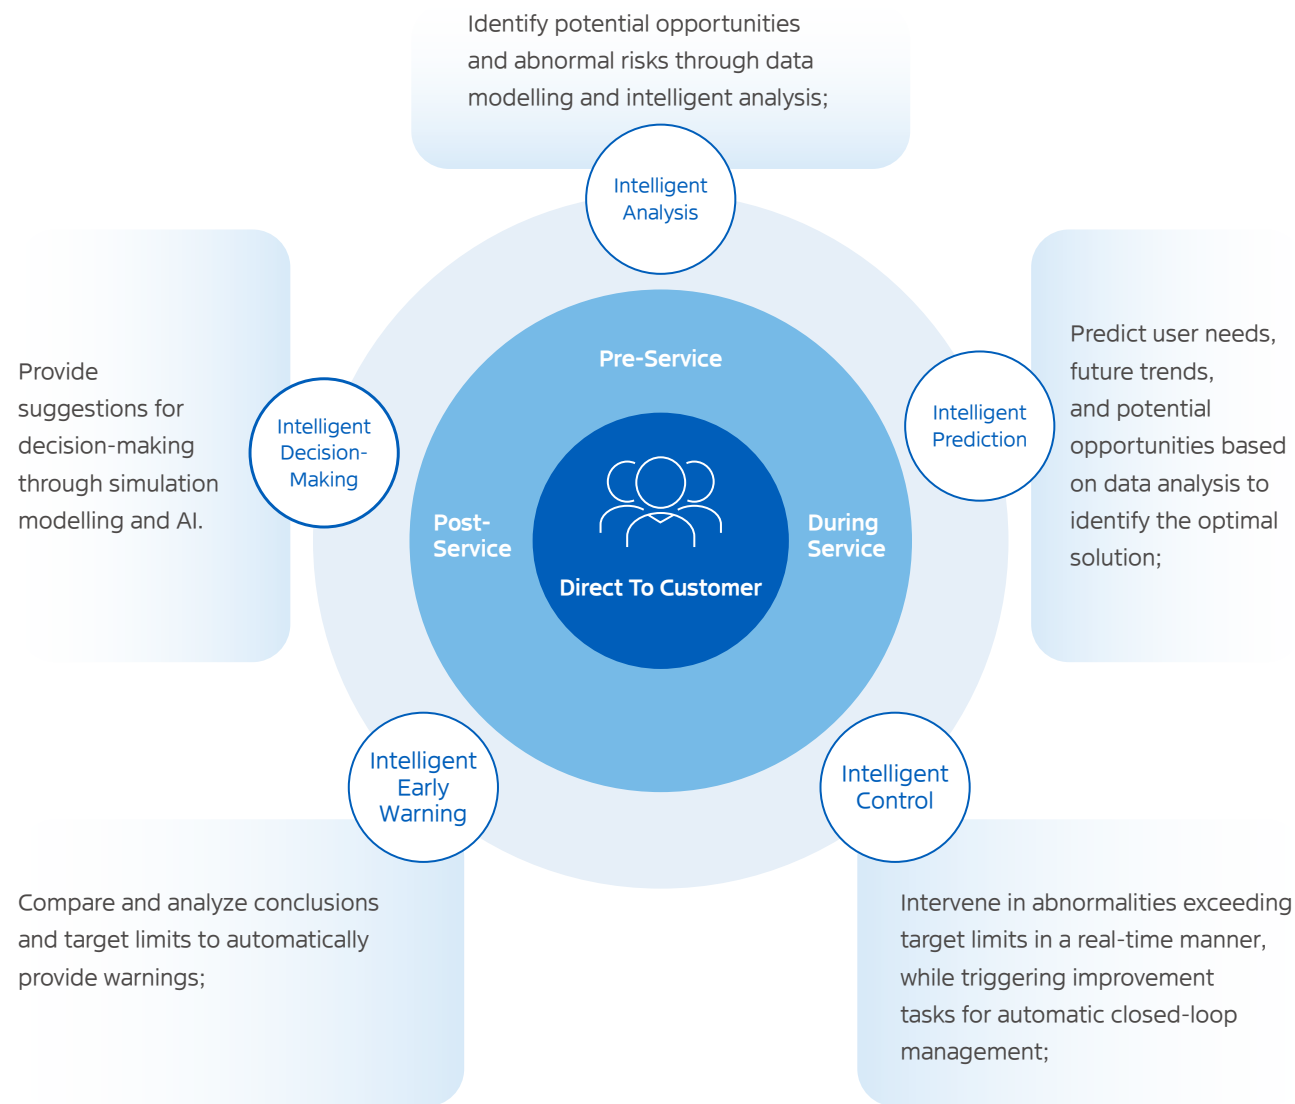 Identify potential opportunities
and abnormal risks through data
modelling and intelligent analysis;
Intelligent
Analysis
Provide
suggestions for
decision-making
through simulation
modelling and AI.
Intelligent
Decision-
Making
Pre-Service
Post-
Service
During
Service
Direct To Customer
Intelligent
Prediction
Predict user needs,
future trends,
and potential
opportunities based
on data analysis to
identify the optimal
solution;
Intelligent
Early
Warning
Compare and analyze conclusions
and target limits to automatically
provide warnings;
Intelligent
Control
Intervene in abnormalities exceeding
target limits in a real-time manner,
while triggering improvement
tasks for automatic closed-loop
management;